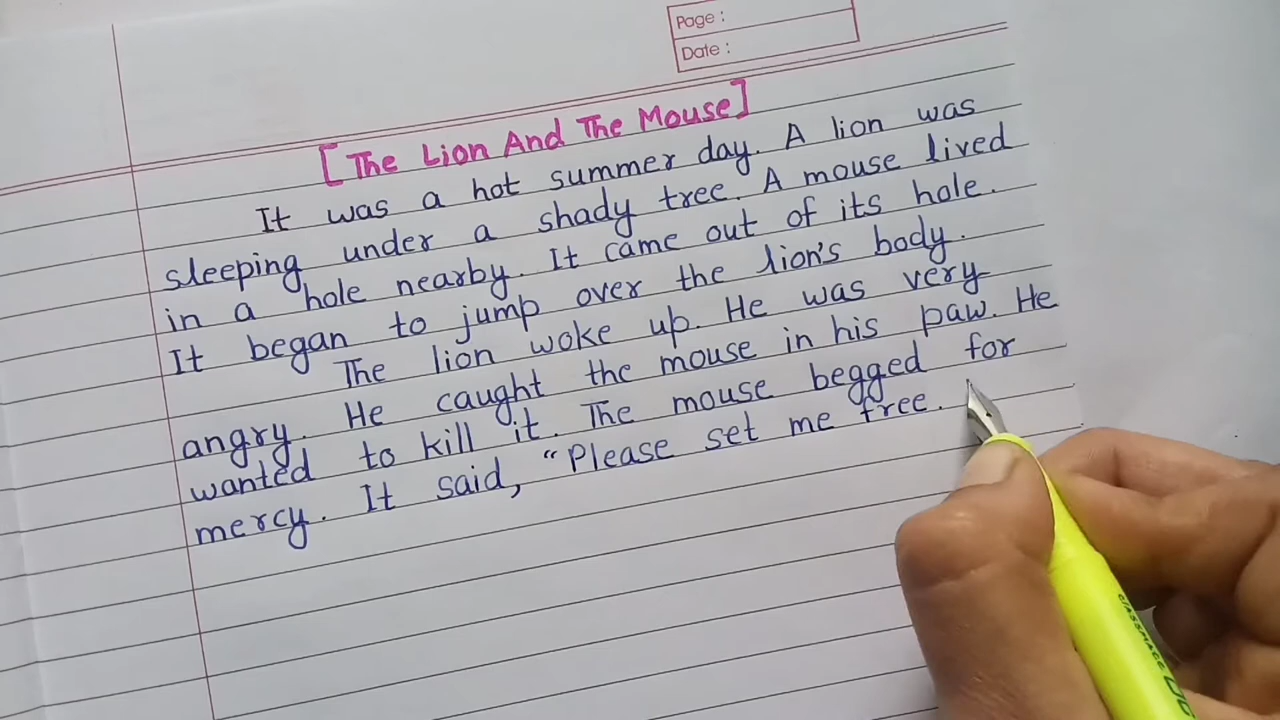 Page :
Date :
[The Lion And The Mouse]
It was a hot summer day. A lion was
sleeping under a shady tree. A mouse lived
in a hole nearby. It came out of its hole.
It began to jump over the lion's body.
The lion woke up. He was very
angry. He caught the mouse in his paw. He
wanted to kill it. The mouse begged for
mercy. It said, "Please set me free.